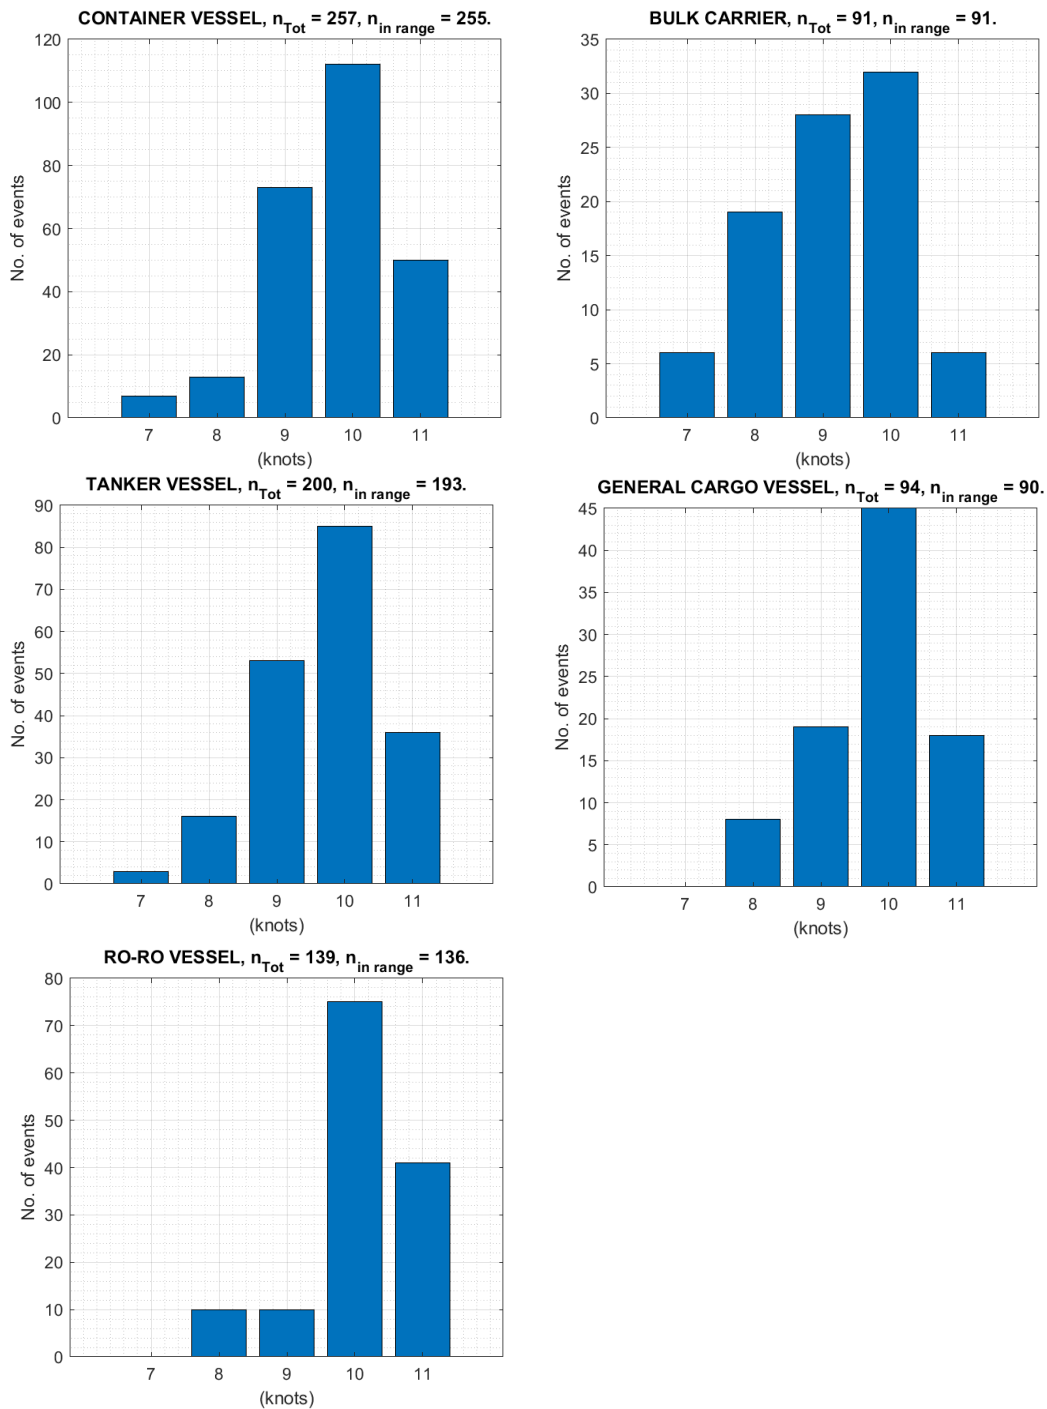 CONTAINER VESSEL, nTot = 257, nin range = 255.
120
100
80
60
40
20
0
No. of events
7 8 9 10 11
(knots)
BULK CARRIER, nTot = 91, nin range = 91.
35
30
25
20
15
10
5
0
No. of events
7 8 9 10 11
(knots)
TANKER VESSEL, nTot = 200, nin range = 193.
90
80
70
60
50
40
30
20
10
0
No. of events
7 8 9 10 11
(knots)
GENERAL CARGO VESSEL, nTot = 94, nin range = 90.
45
40
35
30
25
20
15
10
5
0
No. of events
7 8 9 10 11
(knots)
RO-RO VESSEL, nTot = 139, nin range = 136.
80
70
60
50
40
30
20
10
0
No. of events
7 8 9 10 11
(knots)